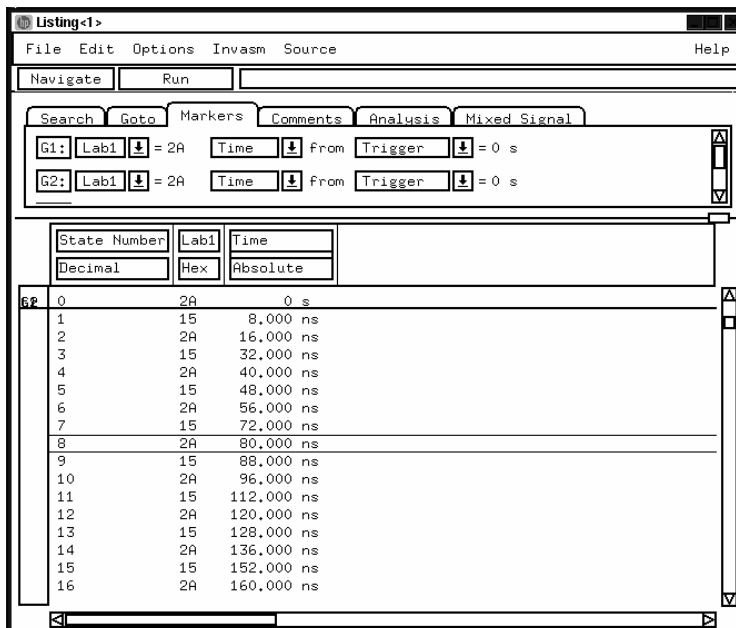 hp Listing<1>
File Edit Options Invasm Source Help
Navigate Run
Search Goto Markers Comments Analysis Mixed Signal
G1: Lab1 = 2A Time from Trigger = 0 s
G2: Lab1 = 2A Time from Trigger = 0 s
State Number Lab1 Time
Decimal Hex Absolute
0 2A 0 s
1 15 8.000 ns
2 2A 16.000 ns
3 15 32.000 ns
4 2A 40.000 ns
5 15 48.000 ns
6 2A 56.000 ns
7 15 72.000 ns
8 2A 80.000 ns
9 15 88.000 ns
10 2A 96.000 ns
11 15 112.000 ns
12 2A 120.000 ns
13 15 128.000 ns
14 2A 136.000 ns
15 15 152.000 ns
16 2A 160.000 ns